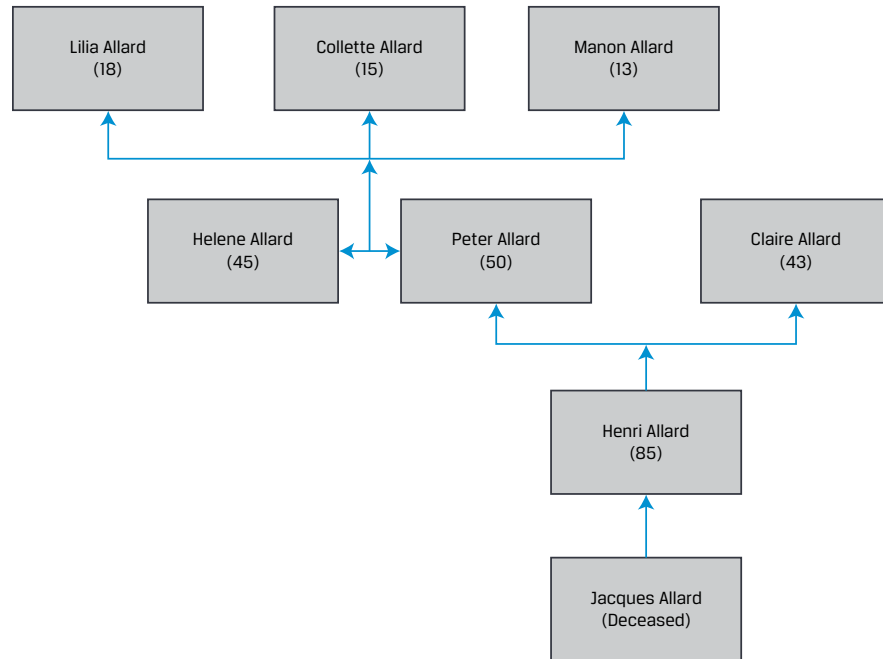 Lilia Allard
(18)
Collette Allard
(15)
Manon Allard
(13)
Helene Allard
(45)
Peter Allard
(50)
Claire Allard
(43)
Henri Allard
(85)
Jacques Allard
(Deceased)